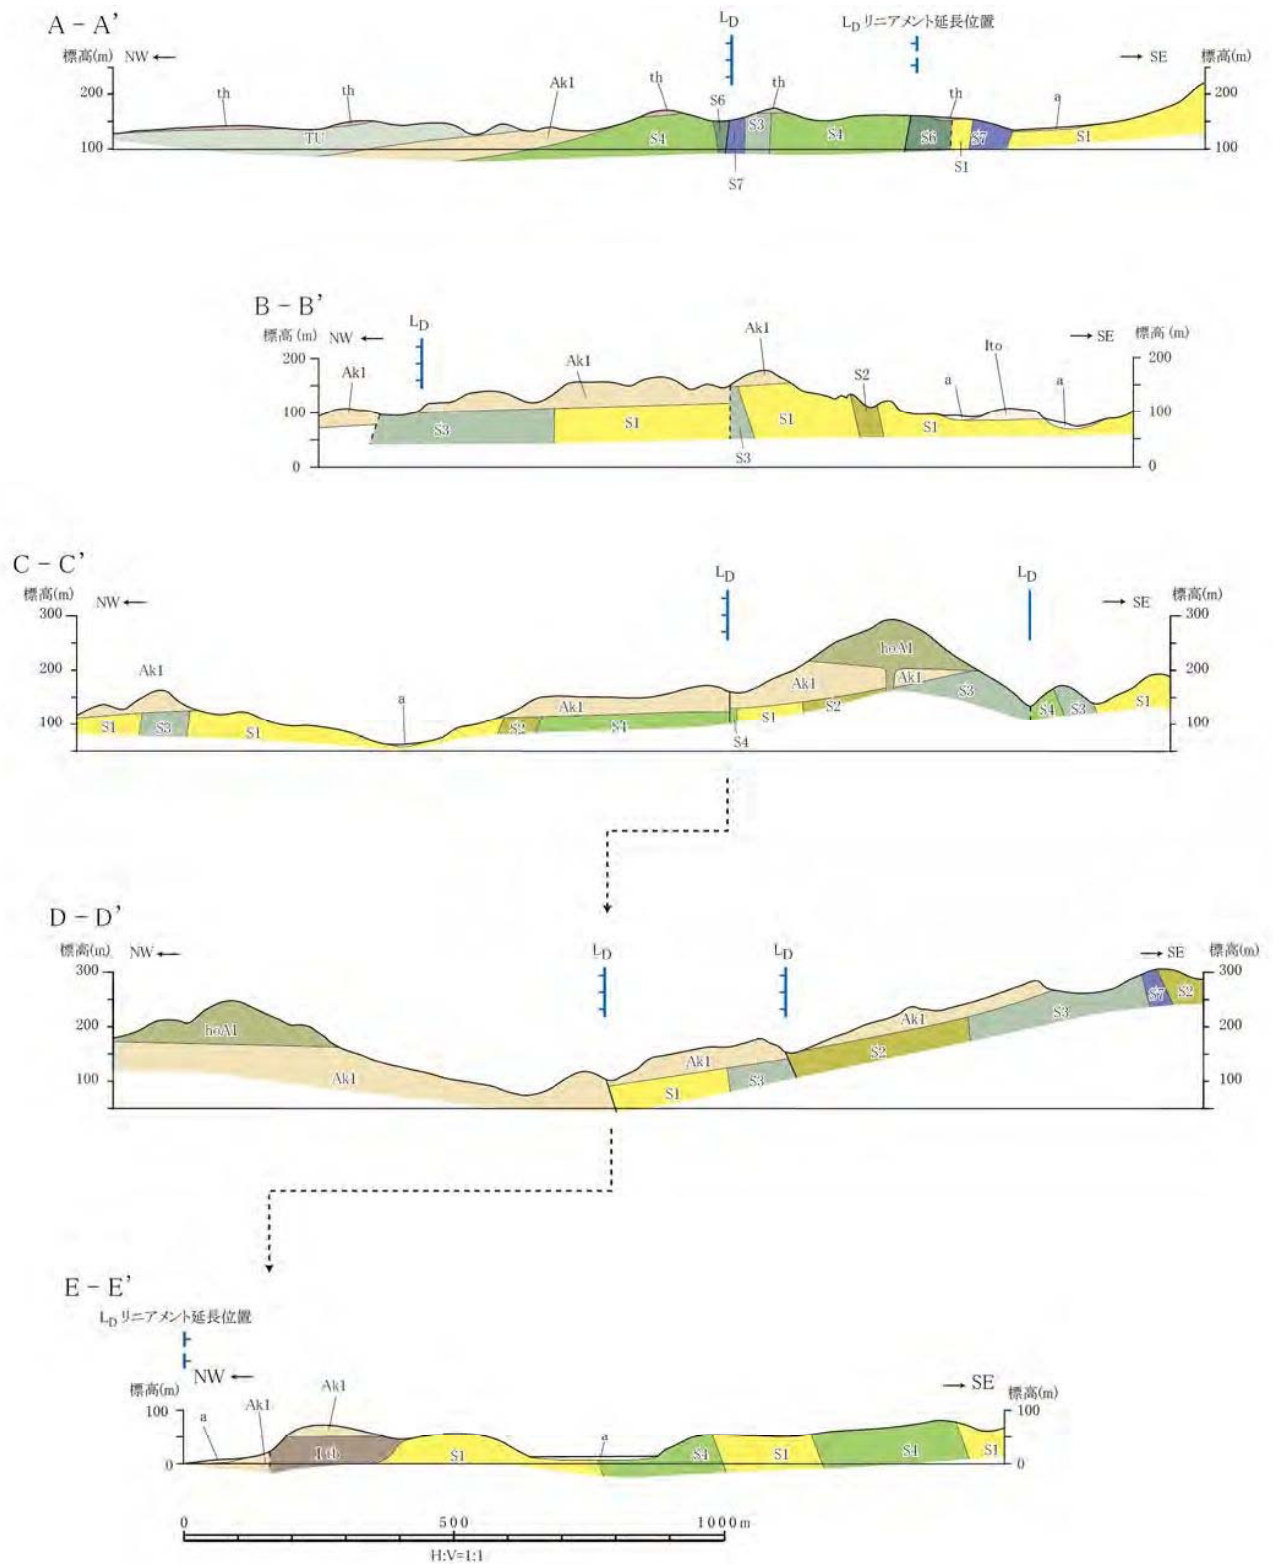 A - A’
LD
LD リニアメント延長位置
標高(m) NW ← → SE 標高(m)
200 th th Ak1 th S6 th th a 200
TU S4 S3 S4 S6 S7 S1
100 100
S7 S1
B - B’
LD
標高(m) NW ← → SE 標高(m)
200 Ak1 Ak1 Ak1 S2 a Ito a 200
100 S3 S1 S1 S1 100
S3
0 0
C - C’
LD LD
標高(m) NW ← → SE 標高(m)
300 300
hoA1
200 Ak1 Ak1 Ak1 S3 200
a Ak1 S2
100 S1 S3 S1 S2 S4 S1 S4 S3 S1 100
S4
D - D’
LD LD
標高(m) NW ← → SE 標高(m)
300 300
S7 S2
hoA1 Ak1 S3
200 200
Ak1 Ak1 S2
100 S1 S3 100
E - E’
LD リニアメント延長位置
NW ← → SE
標高(m) 標高(m)
100 a Ak1 Ak1 a 100
S1 S4 S1 S4 S1
0 0
0 500 1000m
H:V=1:1